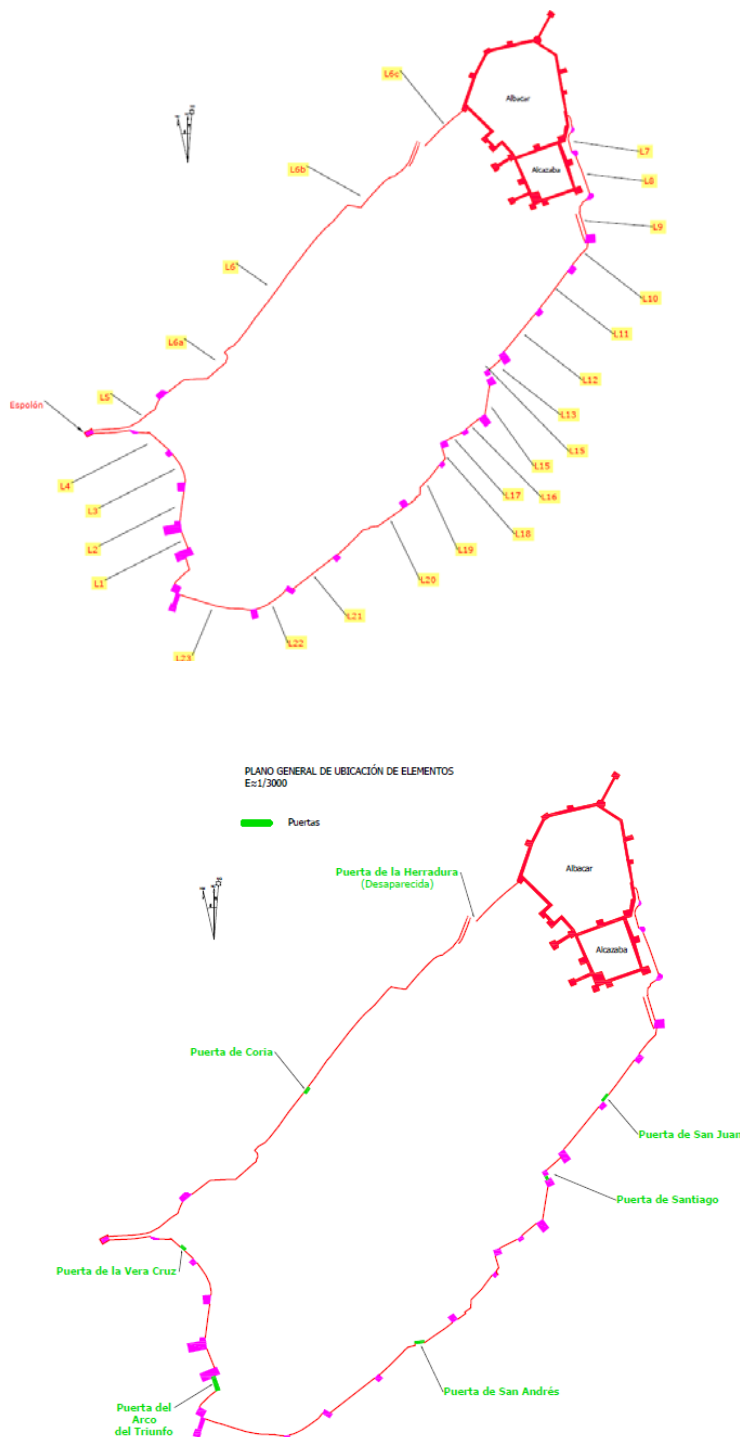 L6c
Albacar
L7
Alcazaba
L8
L6b
L9
L6
L10
L11
L6a
L12
L13
L5
Espolón
L15
L15
L4
L17
L16
L3
L18
L19
L2
L20
L1
L21
L22
L23
PLANO GENERAL DE UBICACIÓN DE ELEMENTOS
E≈1/3000
Puertas
Puerta de la Herradura
(Desaparecida)
Albacar
Alcazaba
Puerta de Coria
Puerta de San Juan
Puerta de Santiago
Puerta de la Vera Cruz
Puerta de San Andrés
Puerta del
Arco
del Triunfo